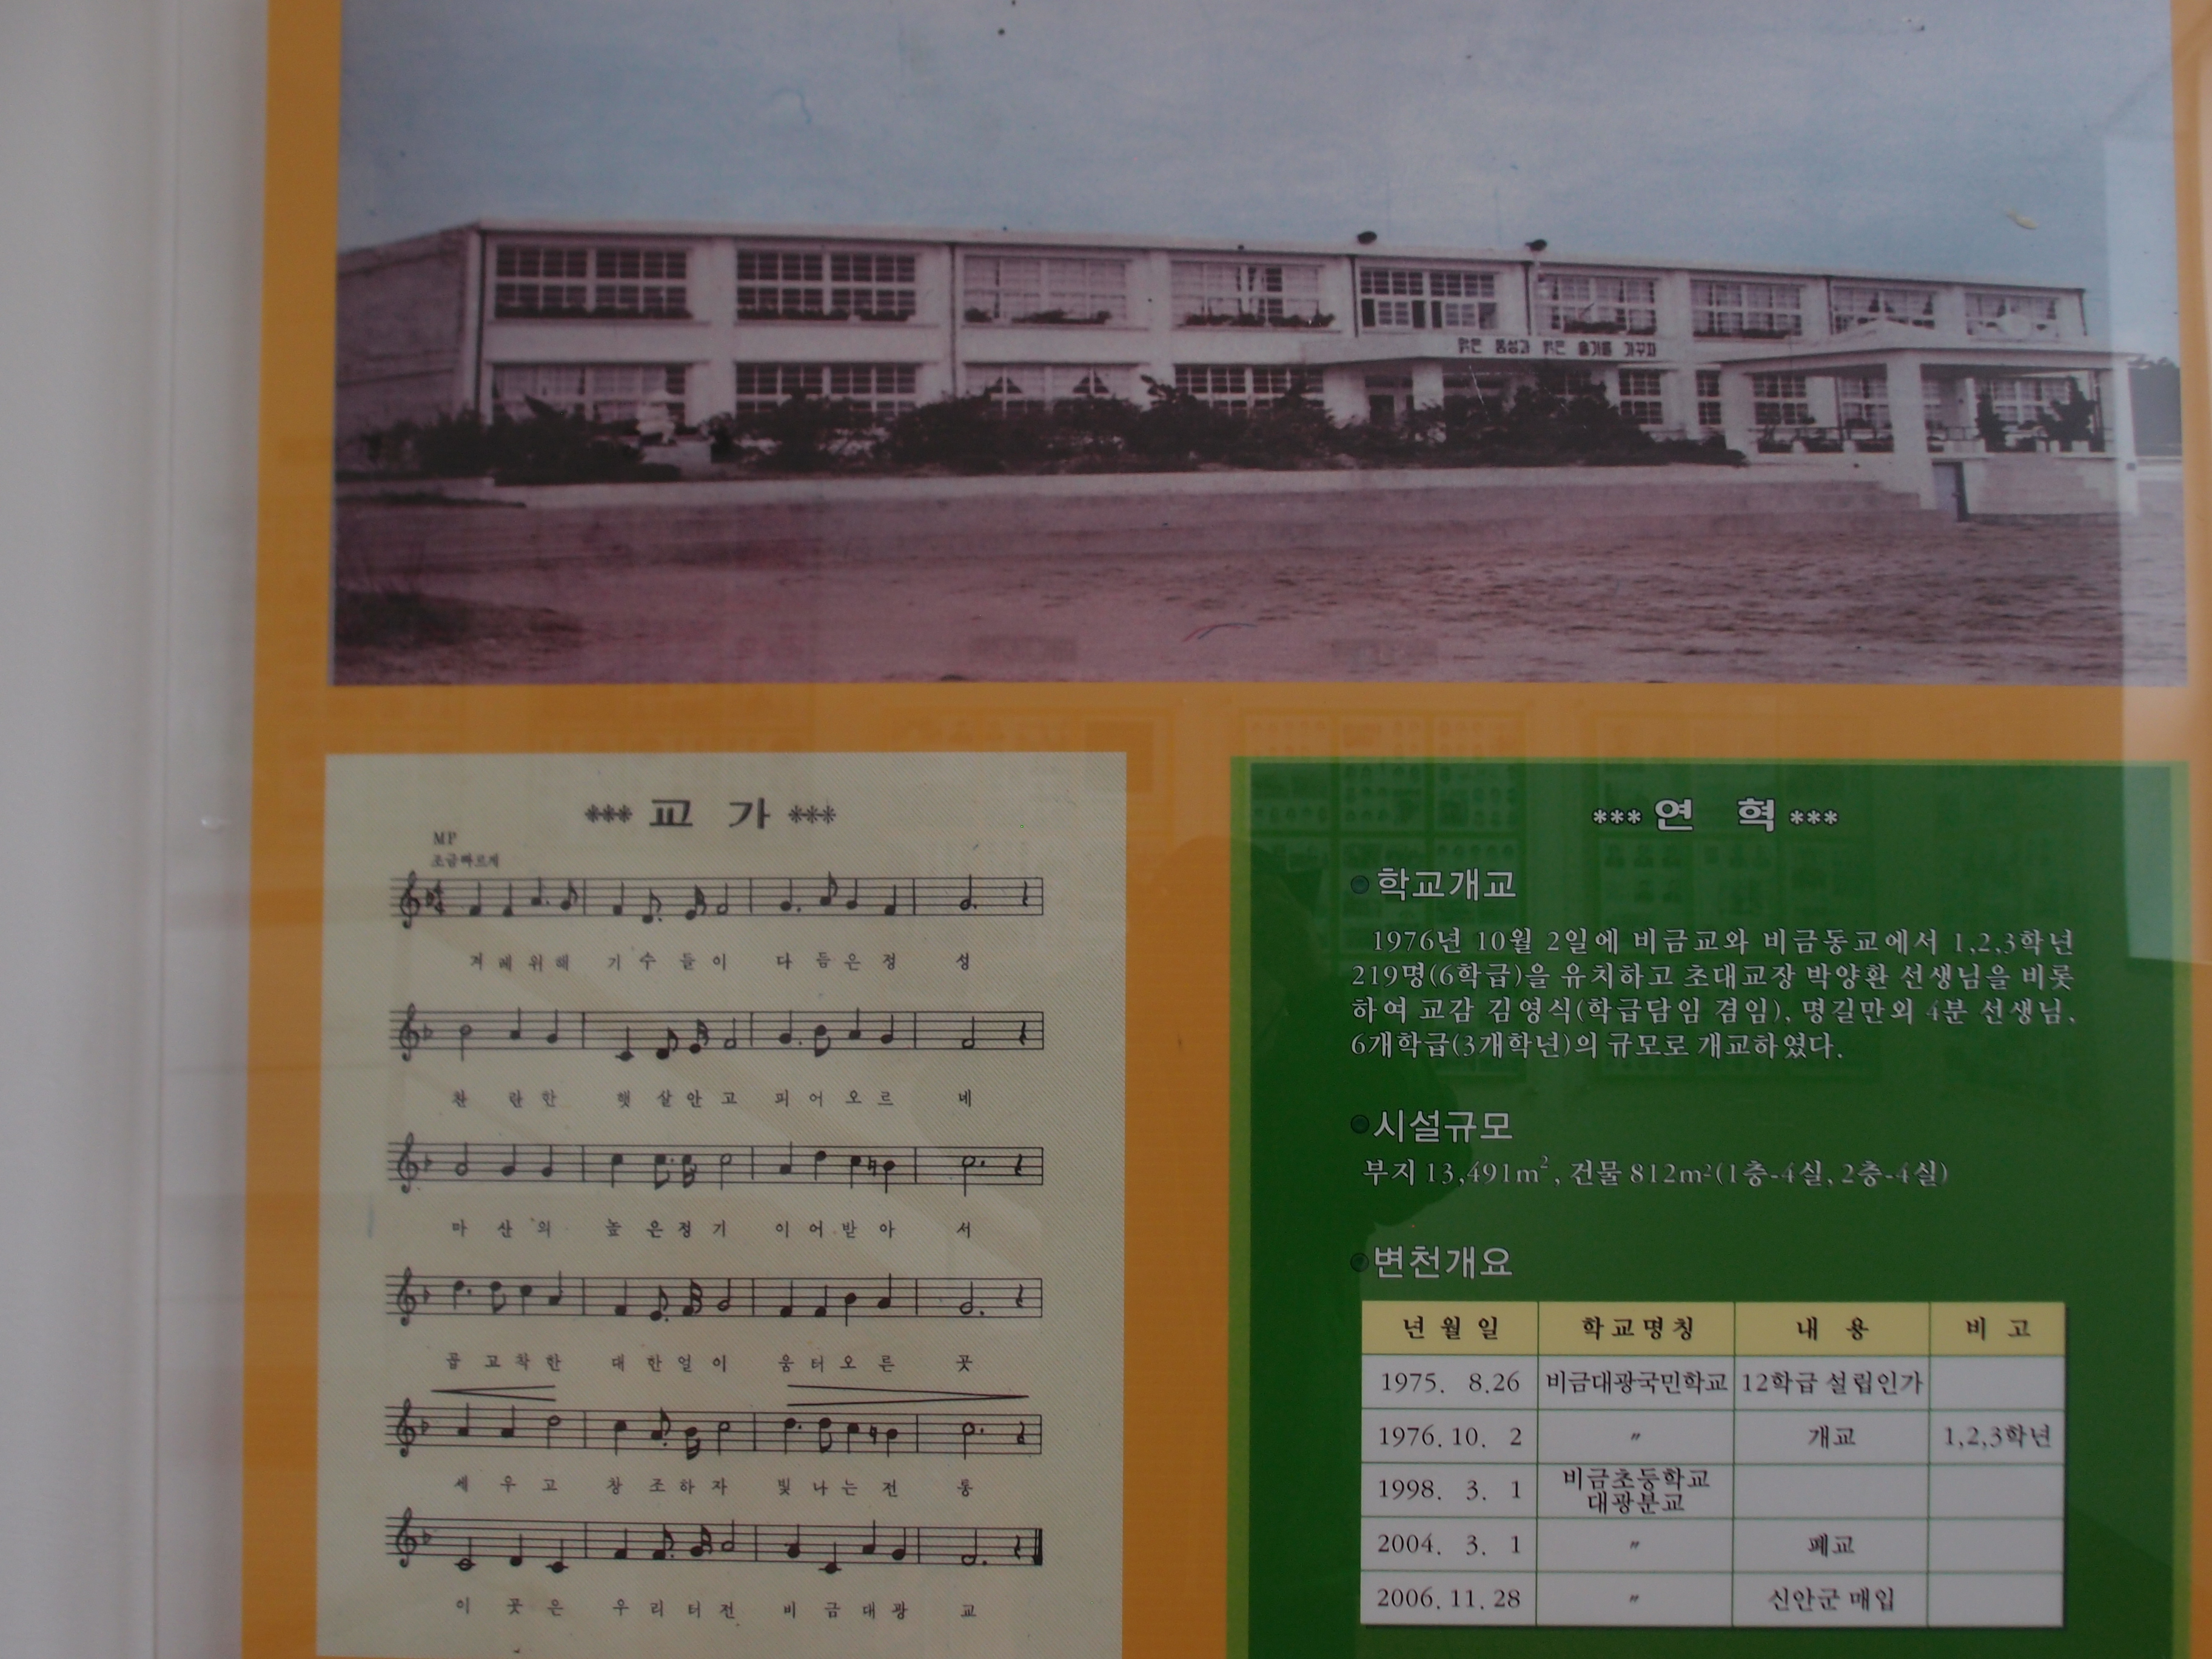 맑은 품성과 밝은 슬기를 가꾸자
*** 교 가 ***
MP
조금빠르게
겨레위해 기수들이 다듬은정 성
찬란한 햇살안고 피어오르 네
마산의 높은정기 이어받아 서
곱고착한 대한얼이 움터오른 곳
세우고 창조하자 빛나는전 통
이곳은 우리터전 비금대광 교
*** 연 혁 ***
학교개교
1976년 10월 2일에 비금교와 비금동교에서 1,2,3학년
219명(6학급)을 유치하고 초대교장 박양환 선생님을 비롯
하여 교감 김영식(학급담임 겸임), 명길만외 4분 선생님,
6개학급(3개학년)의 규모로 개교하였다.
시설규모
부지 13,491m², 건물 812m²(1층-4실, 2층-4실)
변천개요
년 월 일 학교명칭 내 용 비 고
1975. 8.26 비금대광국민학교 12학급 설립인가
1976. 10. 2 〃 개교 1,2,3학년
1998. 3. 1 비금초등학교
대광분교
2004. 3. 1 〃 폐교
2006. 11. 28 〃 신안군 매입